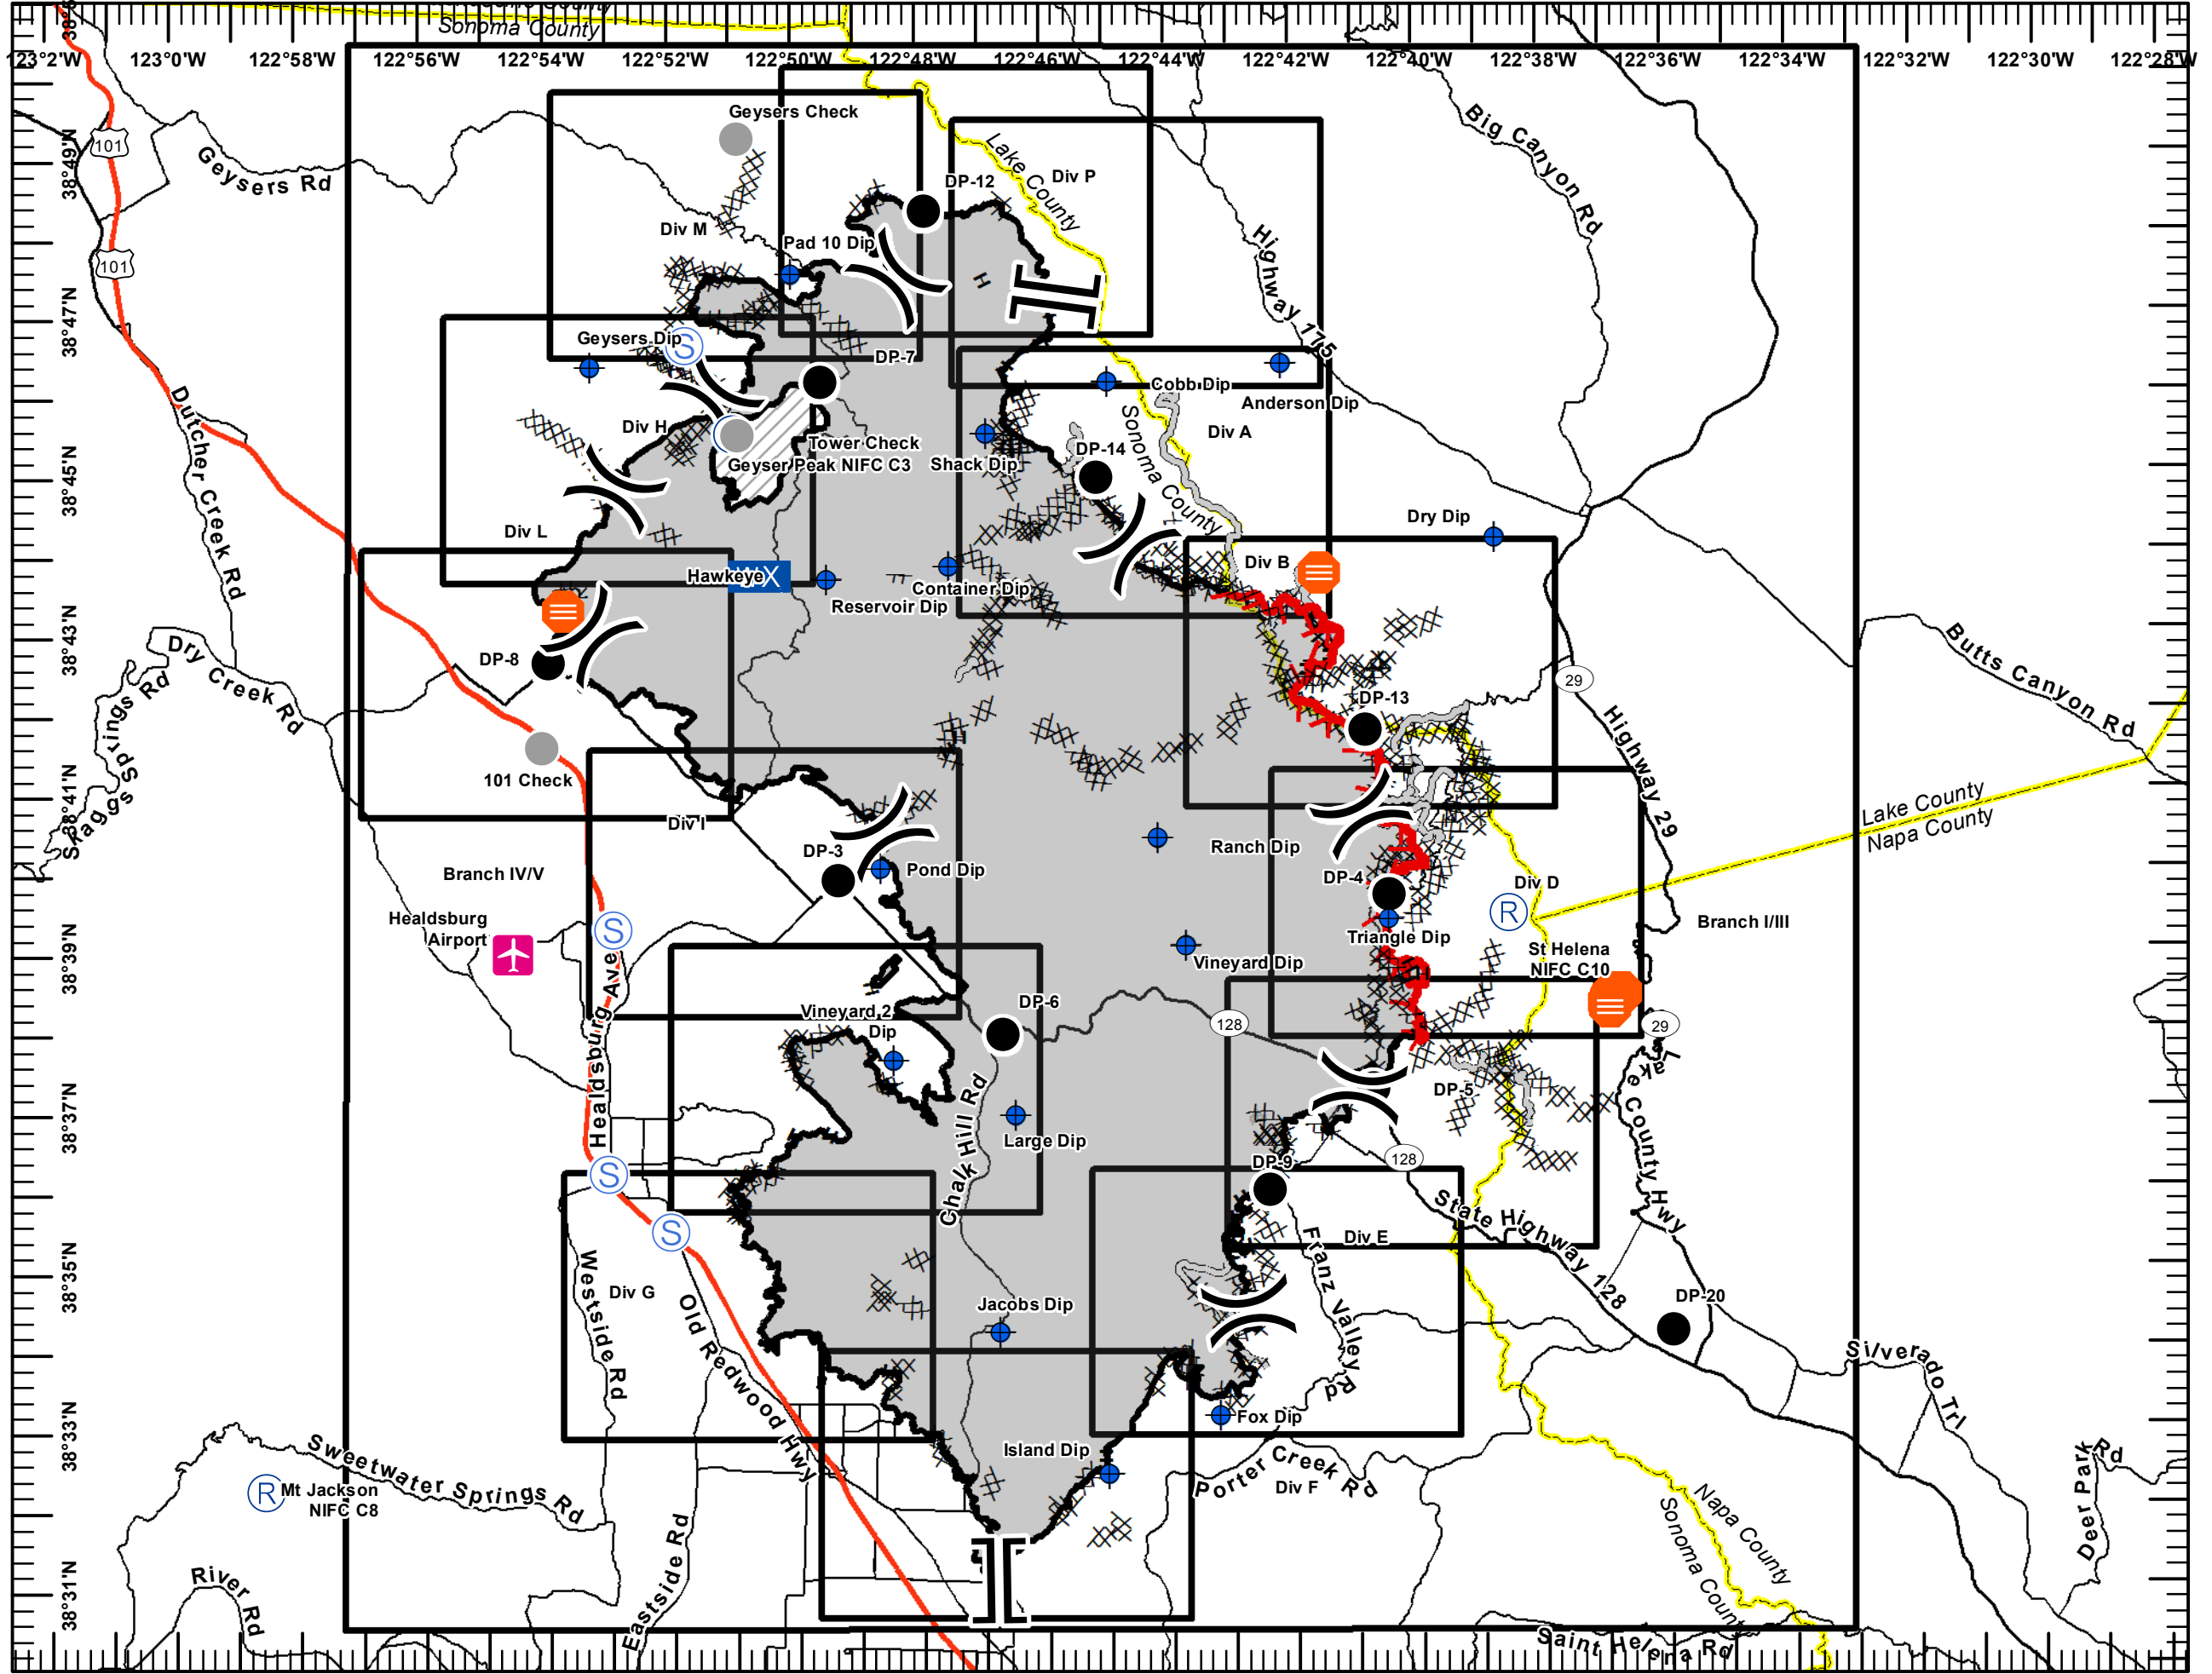 Sonoma County
123°2'W
123°0'W
122°58'W
122°56'W
122°54'W
122°52'W
122°50'W
122°48'W
122°46'W
122°44'W
122°42'W
122°40'W
122°38'W
122°36'W
122°34'W
122°32'W
122°30'W
122°28'W
38°49'N
38°47'N
38°45'N
38°43'N
38°41'N
38°39'N
38°37'N
38°35'N
38°33'N
38°31'N
Geysers Check
101
Geysers Rd
Big Canyon Rd
Lake County
Div P
DP-12
Div M
Pad 10 Dip
H
101
Highway 175
Geysers Dip
S
DP-7
Cobb Dip
Anderson Dip
Dutcher Creek Rd
Div H
Tower Check
Geyser Peak NIFC C3
Shack Dip
DP-14
Sonoma County
Div A
Div L
Dry Dip
Hawkeye
X
Container Dip
Reservoir Dip
Div B
DP-8
Dry Creek Rd
Skaggs Springs Rd
Butts Canyon Rd
29
DP-13
Highway 29
101 Check
Div I
DP-3
Pond Dip
Ranch Dip
Lake County
Napa County
Branch IV/V
DP-4
Div D
R
Branch I/III
Healdsburg
Airport
S
Triangle Dip
St Helena
NIFC C10
Vineyard Dip
Healdsburg Ave
Vineyard 2
Dip
DP-6
128
29
Lake County Hwy
DP-5
Chalk Hill Rd
Large Dip
128
DP-9
S
S
State Highway 128
Div E
Franz Valley Rd
Westside Rd
Div G
Old Redwood Hwy
Jacobs Dip
DP-20
Silverado Trl
Fox Dip
Island Dip
Porter Creek Rd
Div F
Sweetwater Springs Rd
R
Mt Jackson
NIFC C8
Napa County
Sonoma County
Deer Park Rd
River Rd
Eastside Rd
Saint Helena Rd